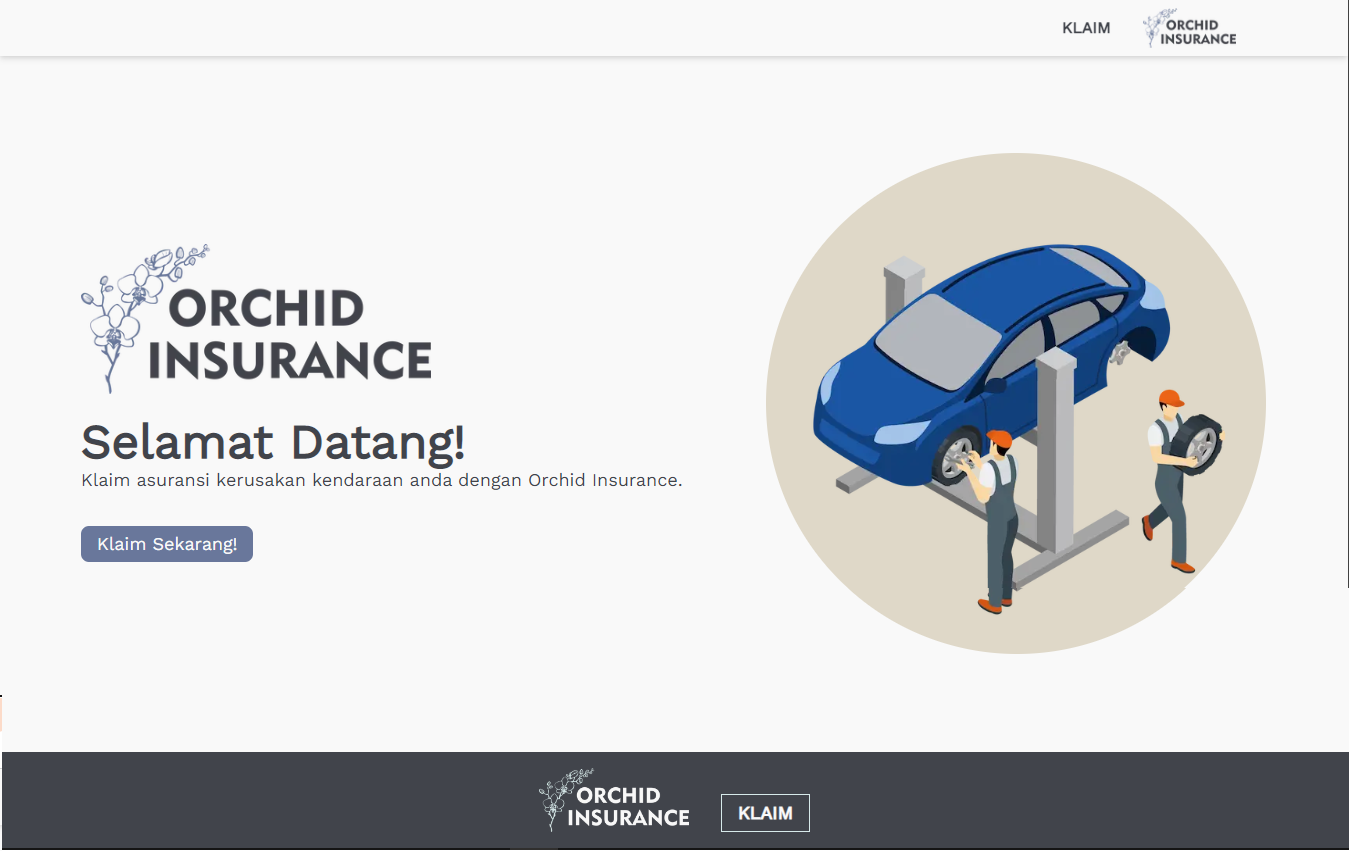 KLAIM
ORCHID
INSURANCE
ORCHID
INSURANCE
Selamat Datang!
Klaim asuransi kerusakan kendaraan anda dengan Orchid Insurance.
Klaim Sekarang!
ORCHID
INSURANCE
KLAIM